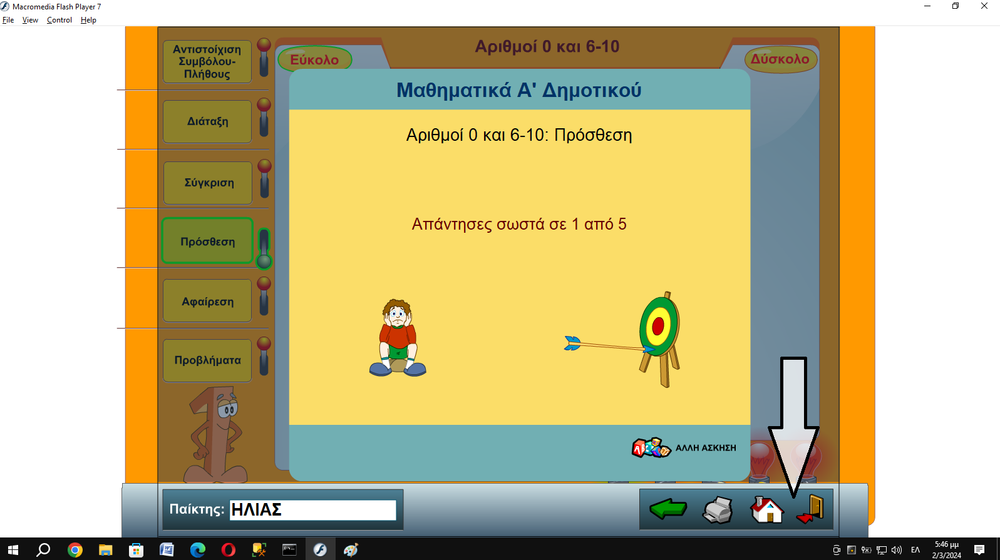 Macromedia Flash Player 7
File View Control Help
Αντιστοίχιση
Συμβόλου-
Πλήθους
Διάταξη
Σύγκριση
Πρόσθεση
Αφαίρεση
Προβλήματα
Εύκολο
Αριθμοί 0 και 6-10
Δύσκολο
Μαθηματικά Α' Δημοτικού
Αριθμοί 0 και 6-10: Πρόσθεση
Απάντησες σωστά σε 1 από 5
ΑΛΛΗ ΑΣΚΗΣΗ
Παίκτης: ΗΛΙΑΣ
ΕΛ
5:46 μμ
2/3/2024